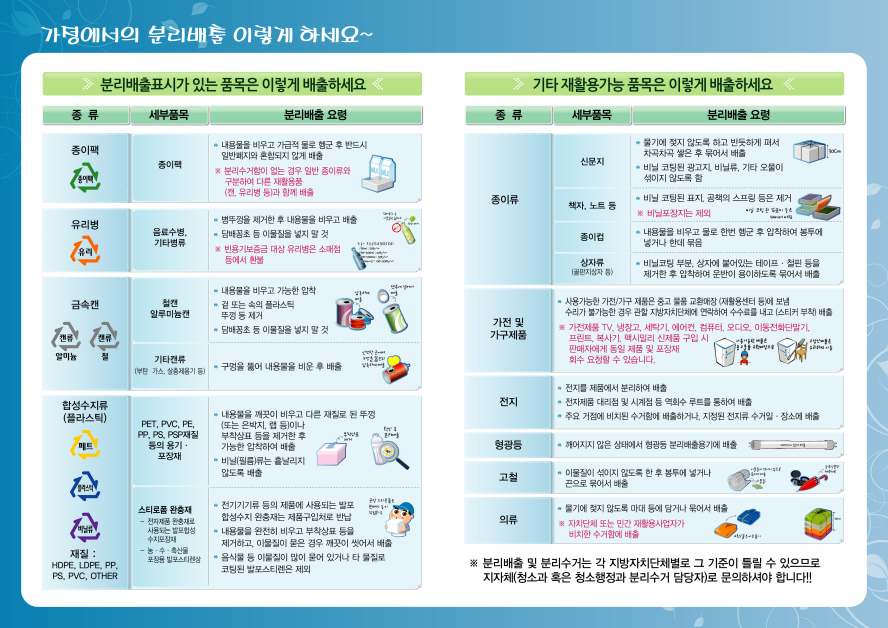 가정에서의 분리배출 이렇게 하세요~
분리배출표시가 있는 품목은 이렇게 배출하세요
종 류 세부품목 분리배출 요령
종이팩
종이팩
종이팩
• 내용물을 비우고 가급적 물로 헹군 후 반드시
일반폐지와 혼합되지 않게 배출
※ 분리수거함이 없는 경우 일반 종이류와
구분하여 다른 재활용품
(캔, 유리병 등)과 함께 배출
유리병
유리
음료수병,
기타병류
• 병뚜껑을 제거한 후 내용물을 비우고 배출
• 담배꽁초 등 이물질을 넣지 말 것
※ 빈용기보증금 대상 유리병은 소매점
등에서 환불
금속캔
캔류 캔류
알미늄 철
철캔
알루미늄캔
• 내용물을 비우고 가능한 압착
• 겉 또는 속의 플라스틱
뚜껑 등 제거
• 담배꽁초 등 이물질을 넣지 말 것
기타캔류
(부탄 가스, 살충제용기 등)
• 구멍을 뚫어 내용물을 비운 후 배출
합성수지류
(플라스틱)
페트
플라스틱
비닐류
재질 :
HDPE, LDPE, PP,
PS, PVC, OTHER
PET, PVC, PE,
PP, PS, PSP재질
등의 용기 ·
포장재
• 내용물을 깨끗이 비우고 다른 재질로 된 뚜껑
(또는 은박지, 랩 등)이나
부착상표 등을 제거한 후
가능한 압착하여 배출
• 비닐(필름)류는 흩날리지
않도록 배출
스티로폼 완충재
- 전자제품 완충재로
사용되는 발포합성
수지포장재
- 농 · 수 · 축산물
포장용 발포스티렌상
• 전기기기류 등의 제품에 사용되는 발포
합성수지 완충재는 제품구입처로 반납
• 내용물을 완전히 비우고 부착상표 등을
제거하고, 이물질이 묻은 경우 깨끗이 씻어서 배출
• 음식물 등 이물질이 많이 묻어 있거나 타 물질로
코팅된 발포스티렌은 제외
기타 재활용가능 품목은 이렇게 배출하세요
종 류 세부품목 분리배출 요령
종이류
신문지
• 물기에 젖지 않도록 하고 반듯하게 펴서
차곡차곡 쌓은 후 묶어서 배출
• 비닐 코팅된 광고지, 비닐류, 기타 오물이
섞이지 않도록 함
30Cm
책자, 노트 등
• 비닐 코팅된 표지, 공책의 스프링 등은 제거
※ 비닐포장지는 제외
종이컵
• 내용물을 비우고 물로 한번 헹군 후 압착하여 봉투에
넣거나 한데 묶음
상자류
(골판지상자 등)
• 비닐코팅 부분, 상자에 붙어있는 테이프 · 철핀 등을
제거한 후 압착하여 운반이 용이하도록 묶어서 배출
가전 및
가구제품
• 사용가능한 가전/가구 제품은 중고 물품 교환매장 (재활용센터 등)에 보냄
수리가 불가능한 경우 관할 지방자치단체에 연락하여 수수료를 내고 (스티커 부착) 배출
※ 가전제품 TV, 냉장고, 세탁기, 에어컨, 컴퓨터, 오디오, 이동전화단말기,
프린트, 복사기, 팩시밀리 신제품 구입 시
판매자에게 동일 제품 및 포장재
회수 요청할 수 있습니다.
전지
• 전지를 제품에서 분리하여 배출
• 전자제품 대리점 및 시계점 등 역회수 루트를 통하여 배출
• 주요 거점에 비치된 수거함에 배출하거나, 지정된 전지류 수거일 · 장소에 배출
형광등
• 깨어지지 않은 상태에서 형광등 분리배출용기에 배출
고철
• 이물질이 섞이지 않도록 한 후 봉투에 넣거나
끈으로 묶어서 배출
의류
• 물기에 젖지 않도록 마대 등에 담거나 묶어서 배출
※ 지자체단체 또는 민간 재활용사업자가
비치한 수거함에 배출
※ 분리배출 및 분리수거는 각 지방자치단체별로 그 기준이 틀릴 수 있으므로
지자체(청소과 혹은 청소행정과 분리수거 담당자)로 문의하셔야 합니다!!